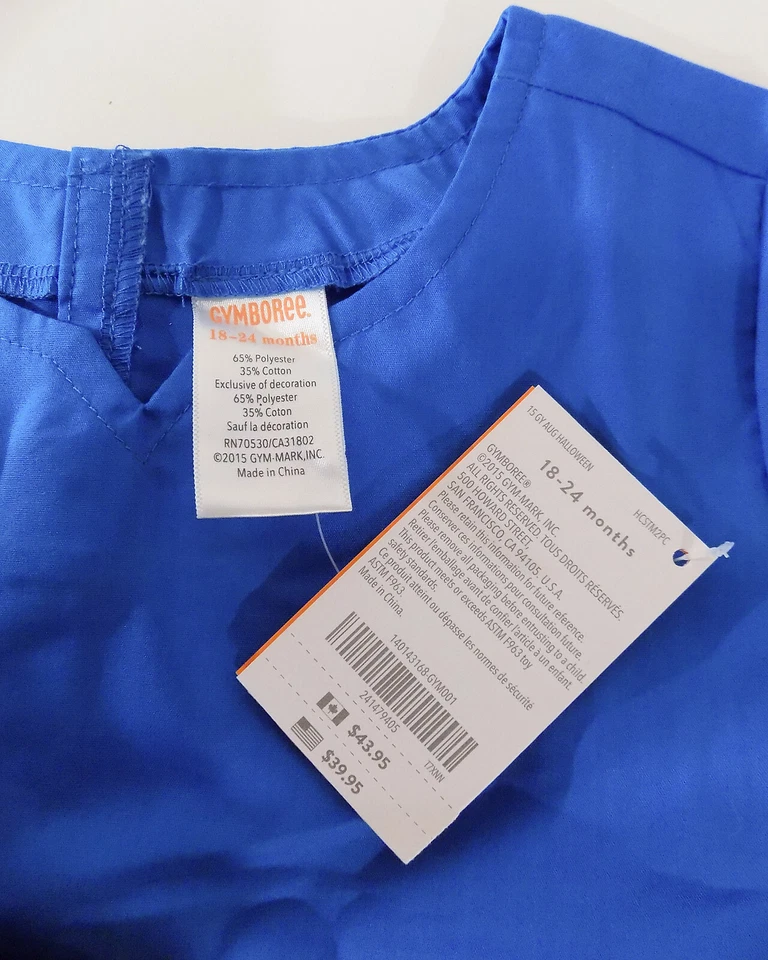 GYMBOREE.
18-24 months
65% Polyester
35% Cotton
Exclusive of decoration
65% Polyester
35% Coton
Sauf la décoration
RN70530/CA31802
©2015 GYM-MARK,INC.
Made in China
15 GY AUG HALLOWEEN
HCSTM2PC
18-24 months
GYMBOREE®
©2015 GYM-MARK, INC.
ALL RIGHTS RESERVED. TOUS DROITS RÉSERVÉS.
500 HOWARD STREET
SAN FRANCISCO, CA 94105, U.S.A.
Please retain this information for future reference.
Conserver ces informations pour consultation future.
Please remove all packaging before entrusting to a child.
Retirer l'emballage avant de confier l'article à un enfant.
This product meets or exceeds ASTM F963 toy
safety standards.
Ce produit atteint ou dépasse les normes de sécurité
ASTM F963.
Made in China.
140143168 GYM001
241479405
17XNN
$43.95
$39.95